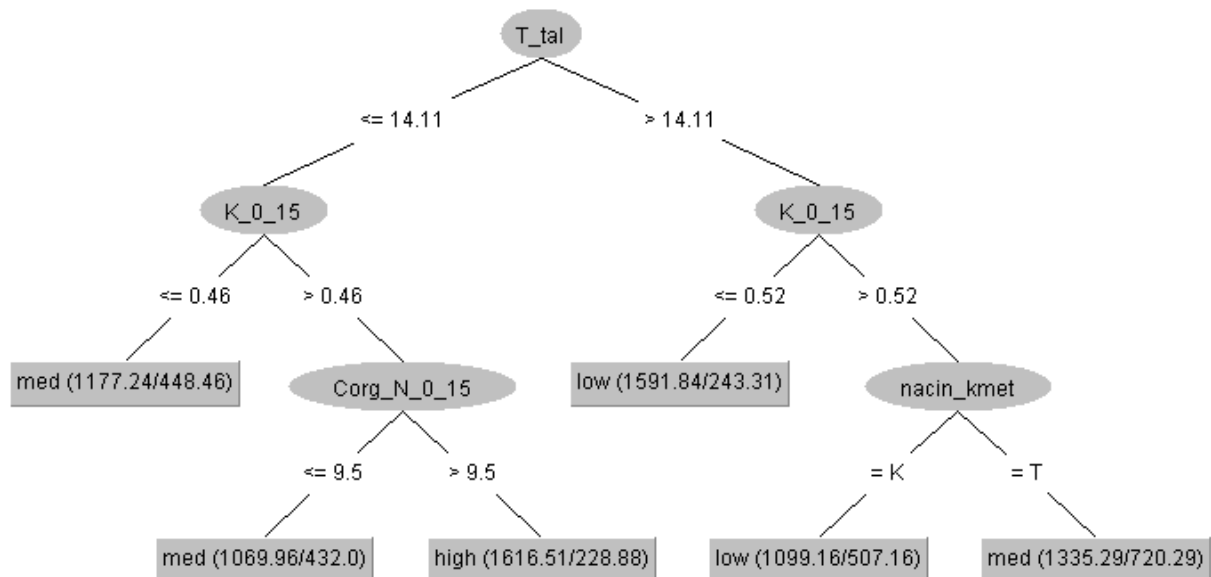 T_tal
<= 14.11
> 14.11
K_0_15
K_0_15
<= 0.46
> 0.46
<= 0.52
> 0.52
med (1177.24/448.46)
Corg_N_0_15
low (1591.84/243.31)
nacin_kmet
<= 9.5
> 9.5
= K
= T
med (1069.96/432.0)
high (1616.51/228.88)
low (1099.16/507.16)
med (1335.29/720.29)